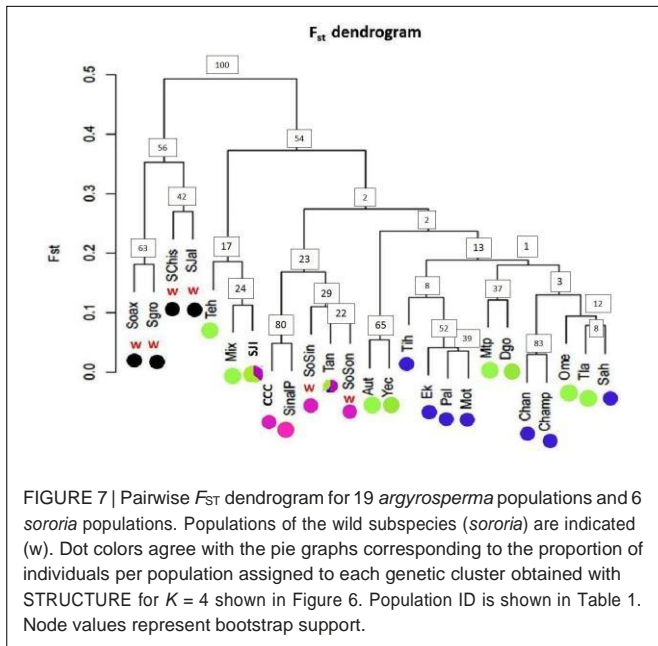 Fst dendrogram
100
0.5
54
0.4
56
42
2
2
0.3
17
23
13
1
Fst
63
24
29
8
37
3
12
0.2
SChis
SJal
Teh
80
22
65
52
39
83
8
0.1
Soax
Sgro
w
w
Mix
SJI
SoSin
Tan
SoSon
Tih
Mtp
Dgo
Ome
Tla
Sah
0.0
w
w
CCC
SinalP
w
w
Aut
Yec
Ek
Pal
Mot
Chan
Champ
FIGURE 7 | Pairwise FST dendrogram for 19 argyrosperma populations and 6
sororia populations. Populations of the wild subspecies (sororia) are indicated
(w). Dot colors agree with the pie graphs corresponding to the proportion of
individuals per population assigned to each genetic cluster obtained with
STRUCTURE for K = 4 shown in Figure 6. Population ID is shown in Table 1.
Node values represent bootstrap support.